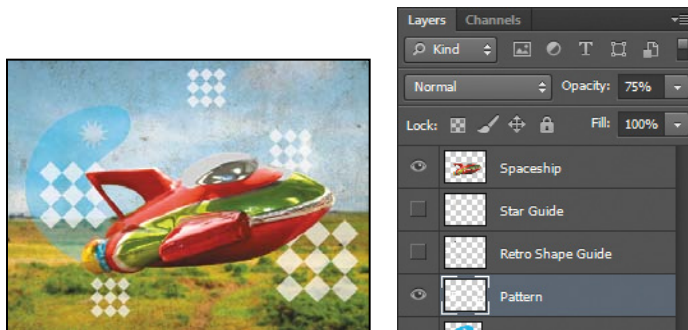 Layers Channels
Kind T
Normal Opacity: 75%
Lock: Fill: 100%
Spaceship
Star Guide
Retro Shape Guide
Pattern